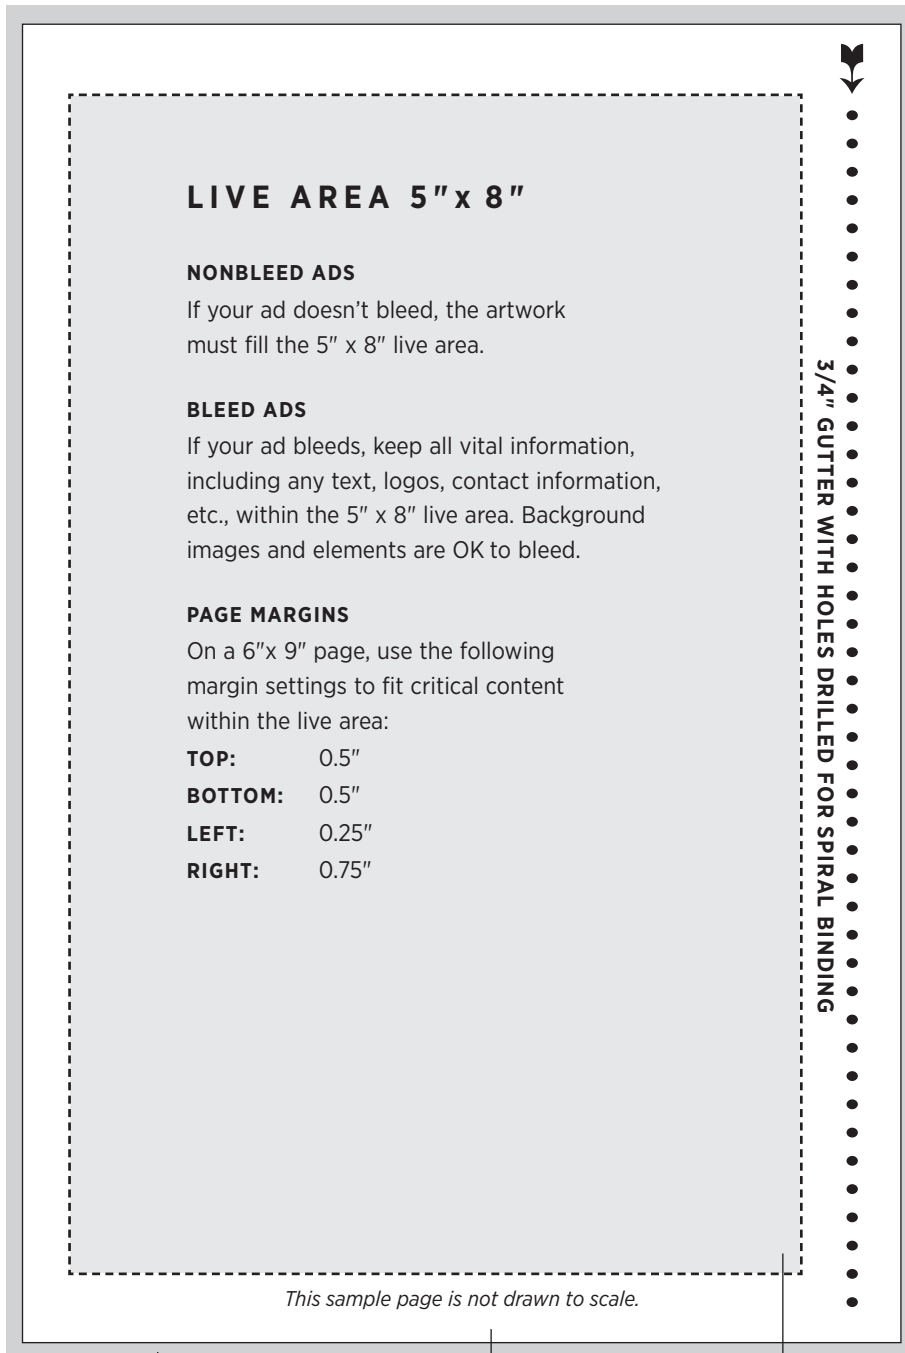 LIVE AREA 5"x 8"
NONBLEED ADS
If your ad doesn’t bleed, the artwork
must fill the 5" x 8" live area.
BLEED ADS
If your ad bleeds, keep all vital information,
including any text, logos, contact information,
etc., within the 5" x 8" live area. Background
images and elements are OK to bleed.
PAGE MARGINS
On a 6"x 9" page, use the following
margin settings to fit critical content
within the live area:
TOP: 0.5"
BOTTOM: 0.5"
LEFT: 0.25"
RIGHT: 0.75"
3/4" GUTTER WITH HOLES DRILLED FOR SPIRAL BINDING
This sample page is not drawn to scale.